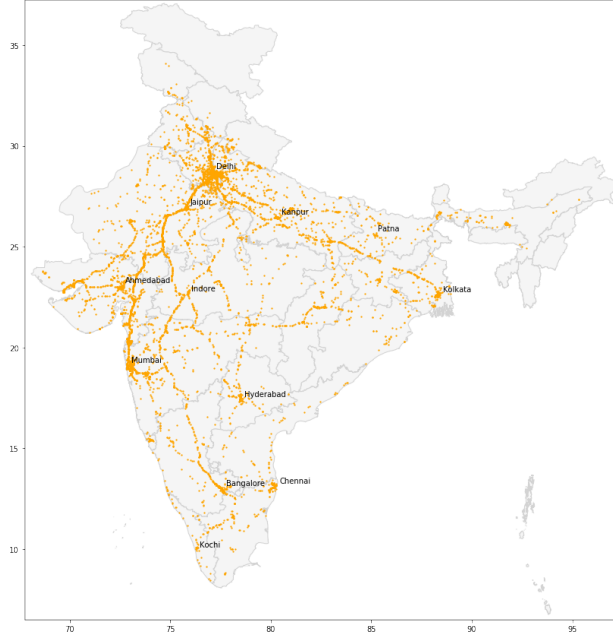 35
30
25
20
15
10
70
75
80
85
90
95
Delhi
Jaipur
Kanpur
Patna
Ahmedabad
Indore
Kolkata
Mumbai
Hyderabad
Bangalore
Chennai
Kochi